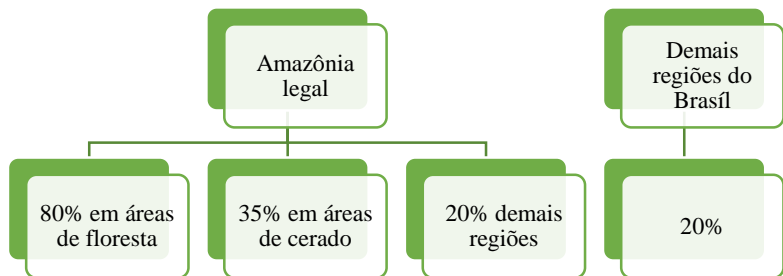 Amazônia
legal
Demais
regiões do
Brasíl
80% em áreas
de floresta
35% em áreas
de cerado
20% demais
regiões
20%